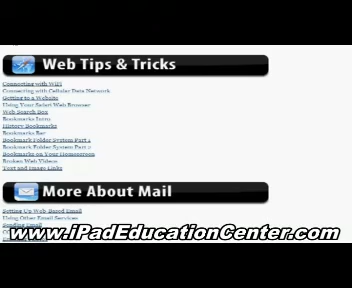 Web Tips & Tricks
Connecting with WiFi
Connecting with Cellular Data Network
Getting to a Website
Using Your Safari Web Browser
Web Search Box
Bookmarks Intro
History Bookmarks
Bookmarks Bar
Bookmark Folder System Part 1
Bookmark Folder System Part 2
Bookmarks on Your Homescreen
Broken Web Videos
Text and Image Links
More About Mail
Setting Up Web-Based Email
Using Other Email Services
Sending Email
www.iPadEducationCenter.com